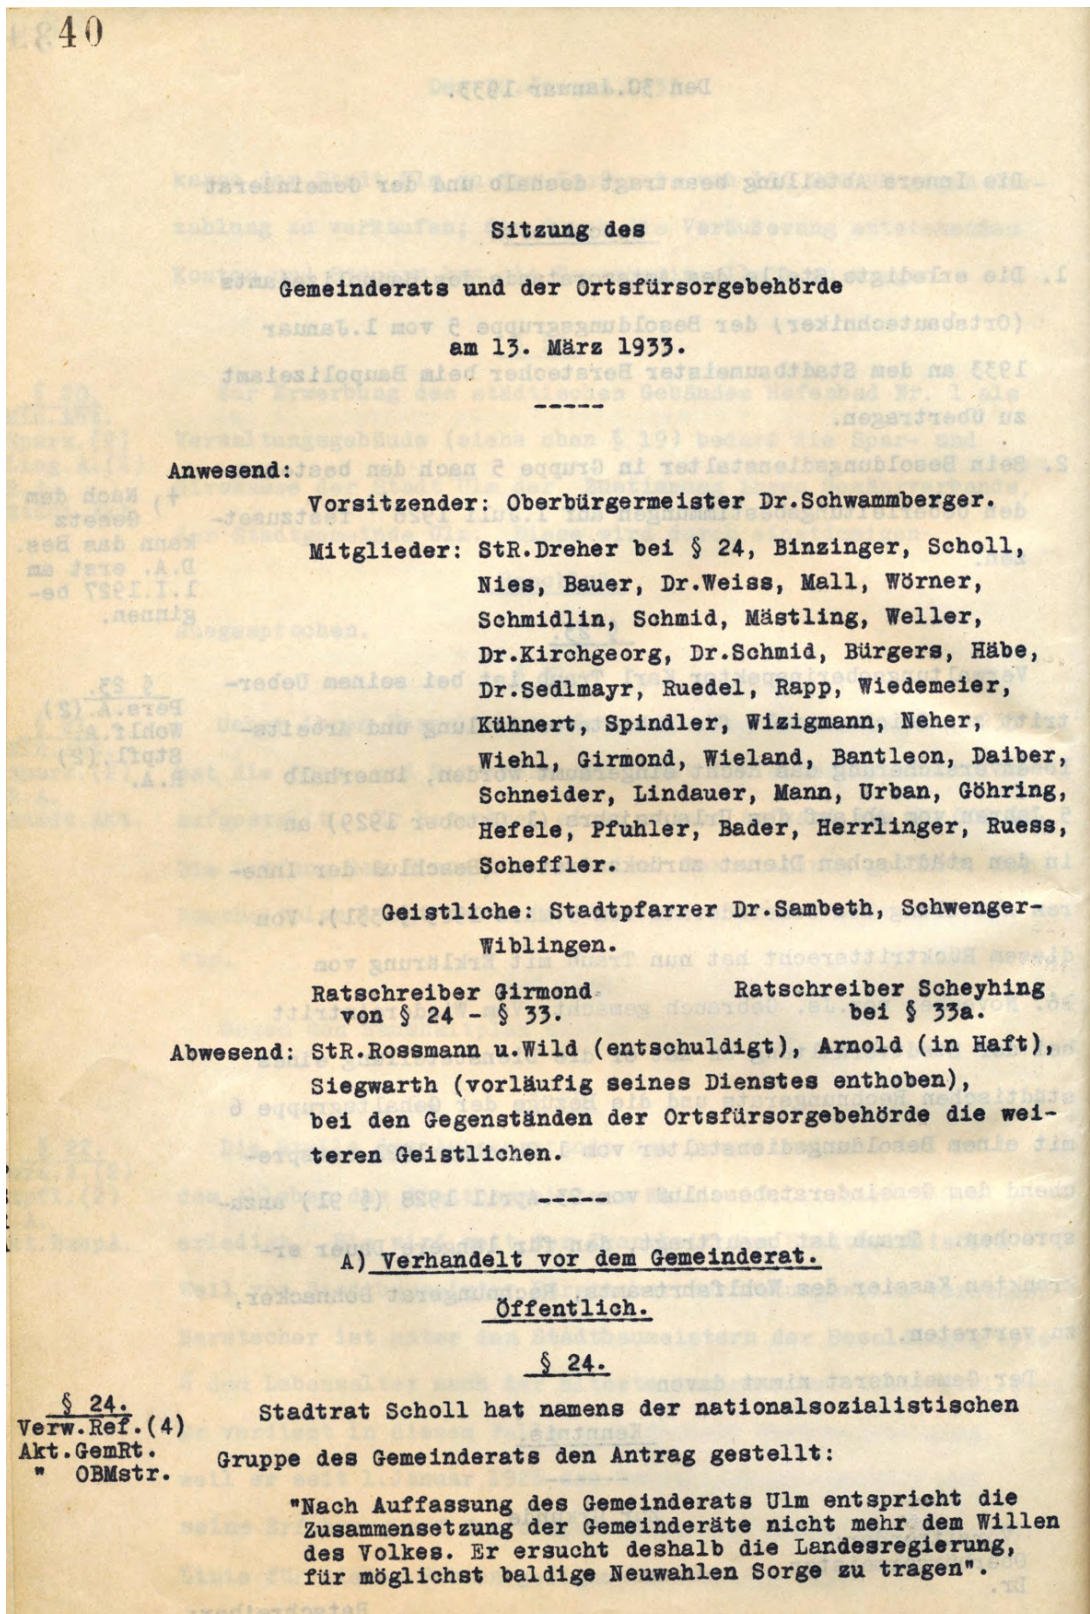 40
Sitzung des
Gemeinderats und der Ortsfürsorgebehörde
am 13. März 1933.
-----
Anwesend:
Vorsitzender: Oberbürgermeister Dr.Schwammberger.
Mitglieder: StR.Dreher bei § 24, Binzinger, Scholl,
Nies, Bauer, Dr.Weiss, Mall, Wörner,
Schmidlin, Schmid, Mästling, Weller,
Dr.Kirchgeorg, Dr.Schmid, Bürgers, Häbe,
Dr.Sedlmayr, Ruedel, Rapp, Wiedemeier,
Kühnert, Spindler, Wizigmann, Neher,
Wiehl, Girmond, Wieland, Bantleon, Daiber,
Schneider, Lindauer, Mann, Urban, Göhring,
Hefele, Pfuhler, Bader, Herrlinger, Ruess,
Scheffler.
Geistliche: Stadtpfarrer Dr.Sambeth, Schwenger-
Wiblingen.
Ratschreiber Girmond Ratschreiber Scheyhing
von § 24 - § 33. bei § 33a.
Abwesend: StR.Rossmann u.Wild (entschuldigt), Arnold (in Haft),
Siegwarth (vorläufig seines Dienstes enthoben),
bei den Gegenständen der Ortsfürsorgebehörde die wei-
teren Geistlichen.
-----
A) Verhandelt vor dem Gemeinderat.
Öffentlich.
§ 24.
§ 24.
Verw.Ref.(4)
Akt.GemRt.
" OBMstr.
Stadtrat Scholl hat namens der nationalsozialistischen
Gruppe des Gemeinderats den Antrag gestellt:
"Nach Auffassung des Gemeinderats Ulm entspricht die
Zusammensetzung der Gemeinderäte nicht mehr dem Willen
des Volkes. Er ersucht deshalb die Landesregierung,
für möglichst baldige Neuwahlen Sorge zu tragen".